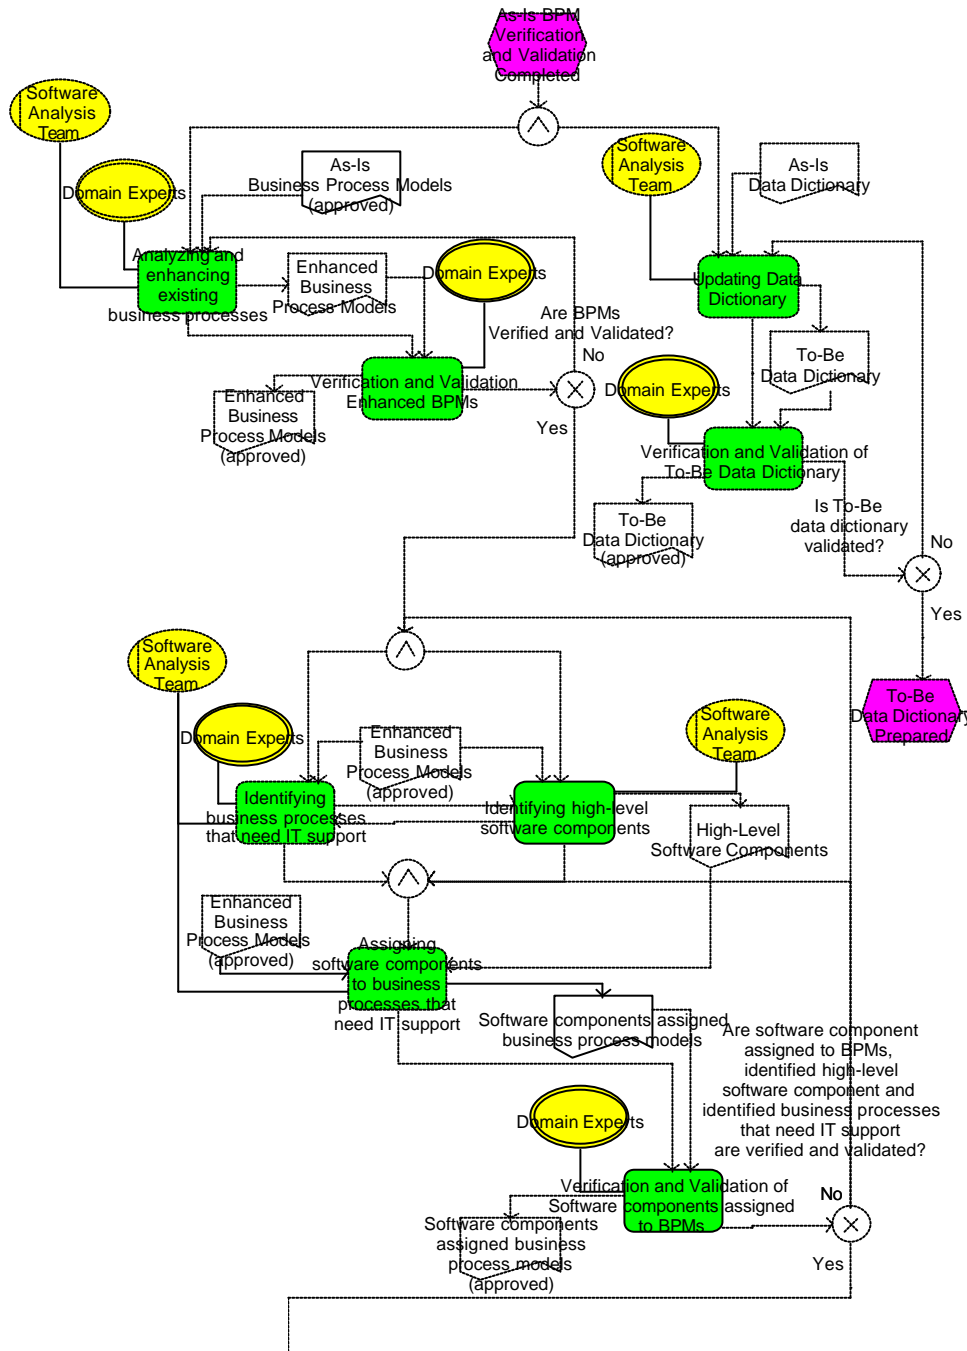 As-Is BPM
Verification
and Validation
Completed
Software
Analysis
Team
Domain Experts
As-Is
Business Process Models
(approved)
Software
Analysis
Team
As-Is
Data Dictionary
Analyzing and
enhancing
existing
business processes
Enhanced
Business
Process Models
Domain Experts
Updating Data
Dictionary
Are BPMs
Verified and Validated?
No
To-Be
Data Dictionary
Verification and Validation
Enhanced BPMs
Domain Experts
Enhanced
Business
Process Models
(approved)
Yes
Verification and Validation of
To-Be Data Dictionary
Is To-Be
data dictionary
validated?
To-Be
Data Dictionary
(approved)
No
Yes
Software
Analysis
Team
To-Be
Data Dictionary
Prepared
Domain Experts
Enhanced
Business
Process Models
(approved)
Software
Analysis
Team
Identifying
business processes
that need IT support
Identifying high-level
software components
High-Level
Software Components
Enhanced
Business
Process Models
(approved)
Assigning
software components
to business
processes that
need IT support
Software components assigned
business process models
Are software component
assigned to BPMs,
identified high-level
software component and
identified business processes
that need IT support
are verified and validated?
Domain Experts
Verification and Validation of
Software components assigned
to BPMs
No
Software components
assigned business
process models
(approved)
Yes